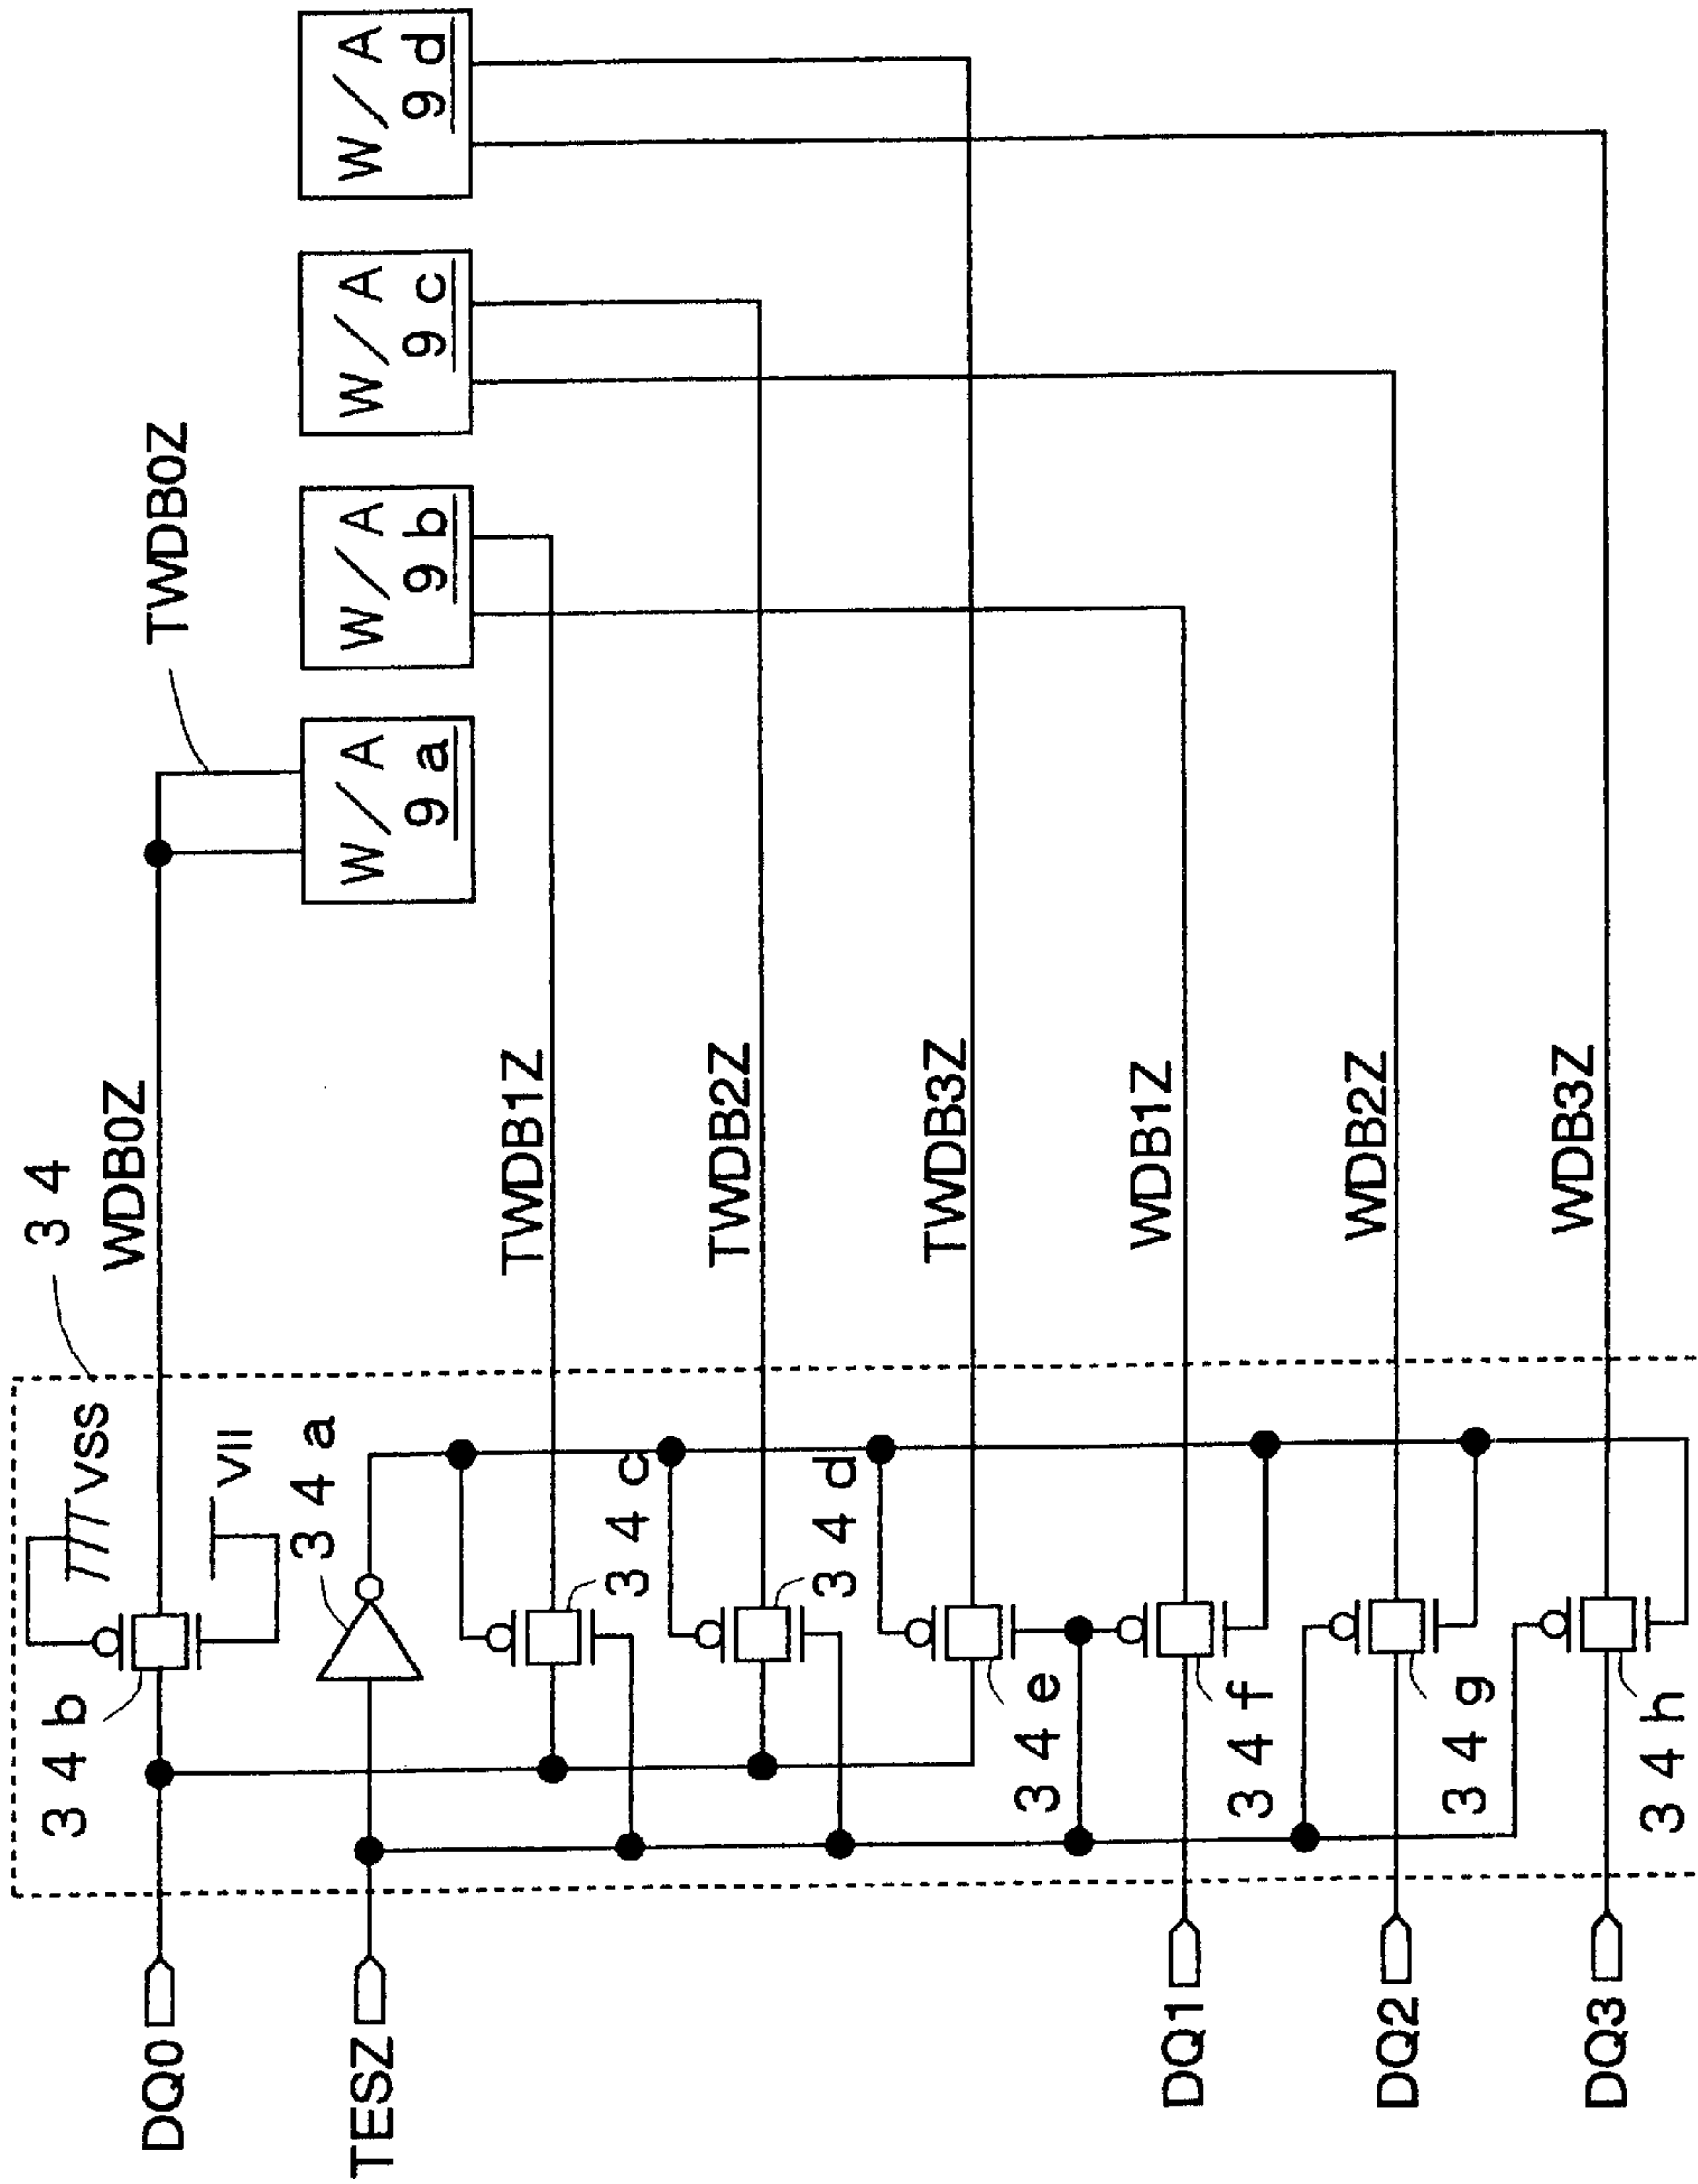 DQ0
TESZ
DQ1
DQ2
DQ3
34
34b
VSS
VII
34a
34c
34d
34e
34f
34g
34h
WDB0Z
TWDB1Z
TWDB2Z
TWDB3Z
WDB1Z
WDB2Z
WDB3Z
TWDB0Z
W/A
9a
W/A
9b
W/A
9c
W/A
9d